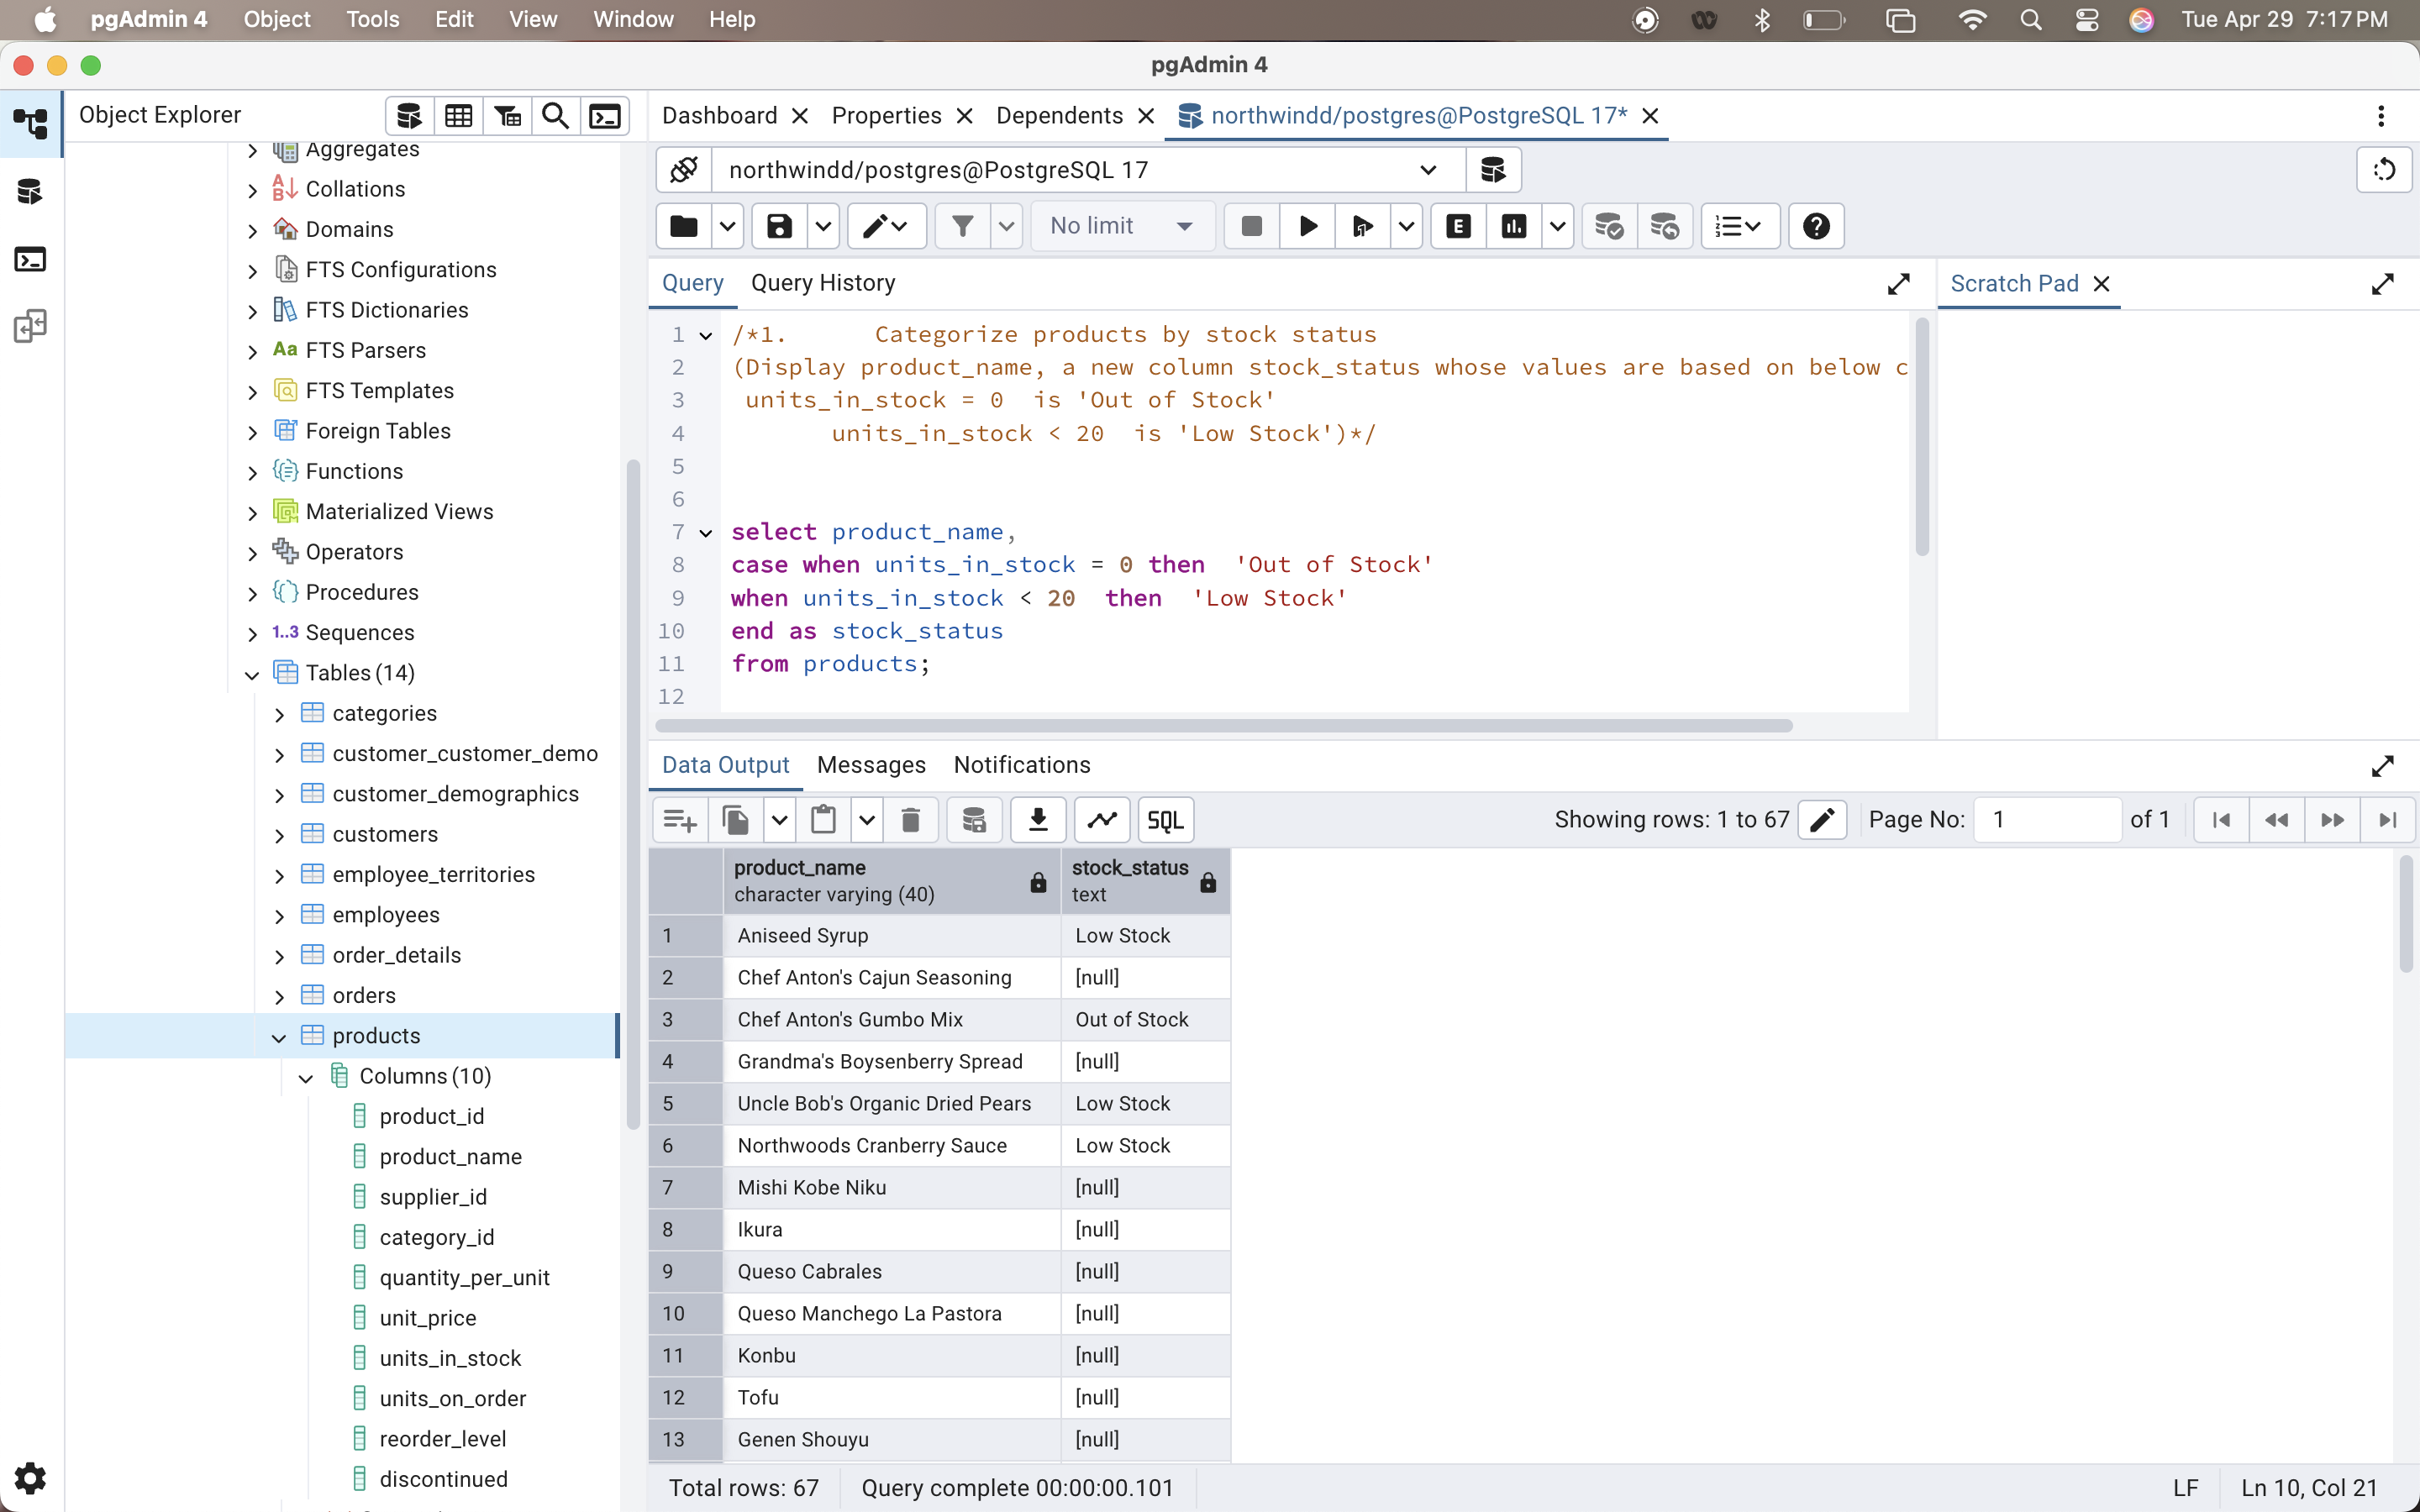 pgAdmin 4 Object Tools Edit View Window Help Tue Apr 29 7:17 PM
pgAdmin 4
Object Explorer
Aggregates
Collations
Domains
FTS Configurations
FTS Dictionaries
Aa FTS Parsers
FTS Templates
Foreign Tables
Functions
Materialized Views
Operators
Procedures
1..3 Sequences
Tables (14)
categories
customer_customer_demo
customer_demographics
customers
employee_territories
employees
order_details
orders
products
Columns (10)
product_id
product_name
supplier_id
category_id
quantity_per_unit
unit_price
units_in_stock
units_on_order
reorder_level
discontinued
Dashboard Properties Dependents northwindd/postgres@PostgreSQL 17*
northwindd/postgres@PostgreSQL 17
No limit E
Query Query History
Scratch Pad
1 /*1. Categorize products by stock status
2 (Display product_name, a new column stock_status whose values are based on below c
3 units_in_stock = 0 is 'Out of Stock'
4 units_in_stock < 20 is 'Low Stock')*/
5
6
7 select product_name,
8 case when units_in_stock = 0 then 'Out of Stock'
9 when units_in_stock < 20 then 'Low Stock'
10 end as stock_status
11 from products;
12
Data Output Messages Notifications
SQL Showing rows: 1 to 67 Page No: 1 of 1
product_name stock_status
character varying (40) text
1 Aniseed Syrup Low Stock
2 Chef Anton's Cajun Seasoning [null]
3 Chef Anton's Gumbo Mix Out of Stock
4 Grandma's Boysenberry Spread [null]
5 Uncle Bob's Organic Dried Pears Low Stock
6 Northwoods Cranberry Sauce Low Stock
7 Mishi Kobe Niku [null]
8 Ikura [null]
9 Queso Cabrales [null]
10 Queso Manchego La Pastora [null]
11 Konbu [null]
12 Tofu [null]
13 Genen Shouyu [null]
Total rows: 67 Query complete 00:00:00.101 LF Ln 10, Col 21